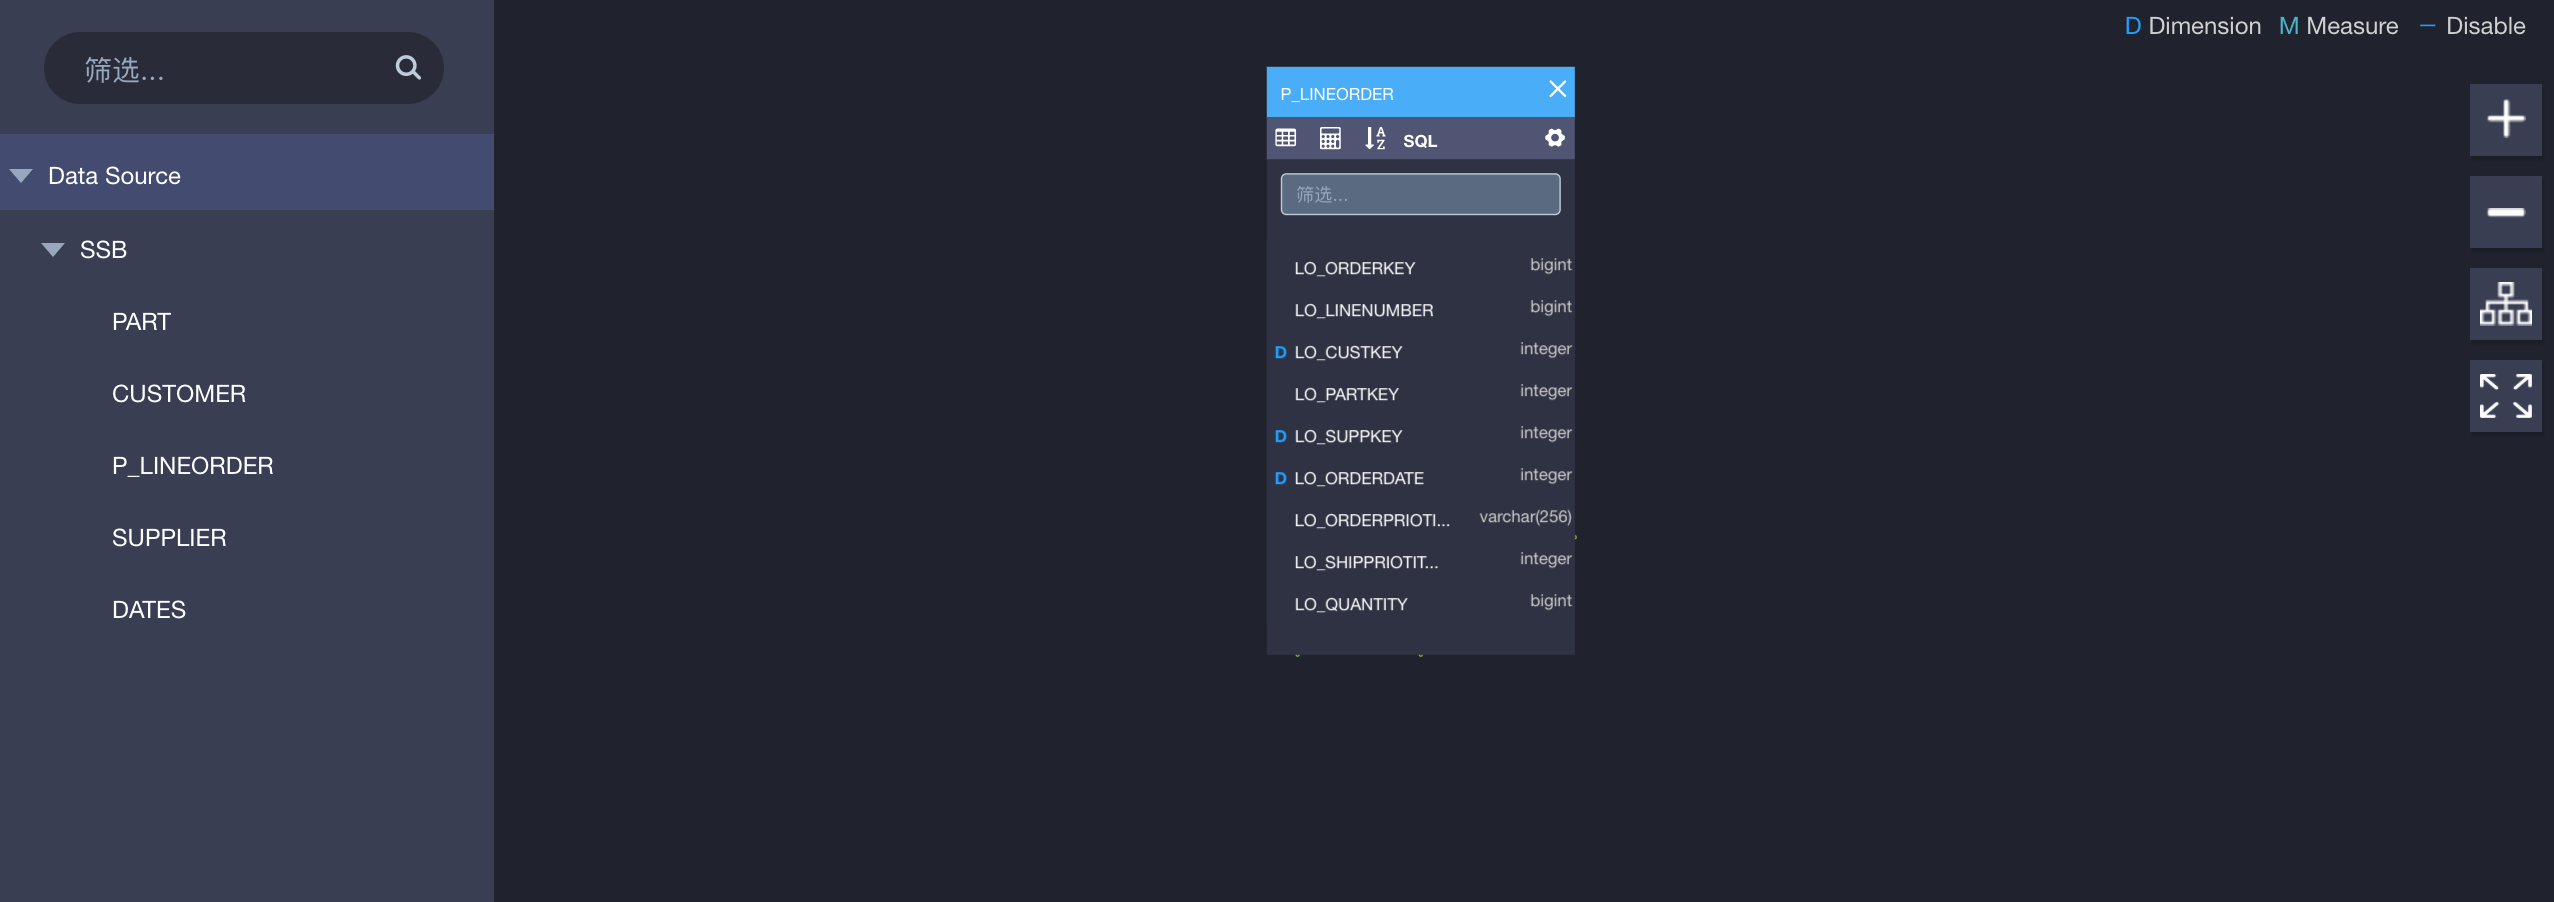 筛选...
Data Source
SSB
PART
CUSTOMER
P_LINEORDER
SUPPLIER
DATES
D Dimension M Measure — Disable
P_LINEORDER
SQL
筛选...
LO_ORDERKEY bigint
LO_LINENUMBER bigint
D LO_CUSTKEY integer
LO_PARTKEY integer
D LO_SUPPKEY integer
D LO_ORDERDATE integer
LO_ORDERPRIOTI... varchar(256)
LO_SHIPPRIOTIT... integer
LO_QUANTITY bigint